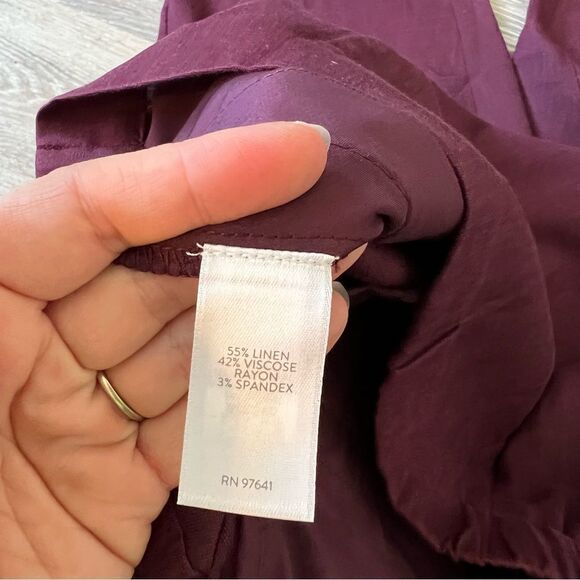 55% LINEN
42% VISCOSE
RAYON
3% SPANDEX
RN 97641